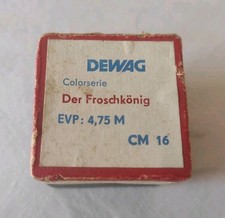 DEWAG
Colorserie
Der Froschkönig
EVP: 4,75 M
CM 16